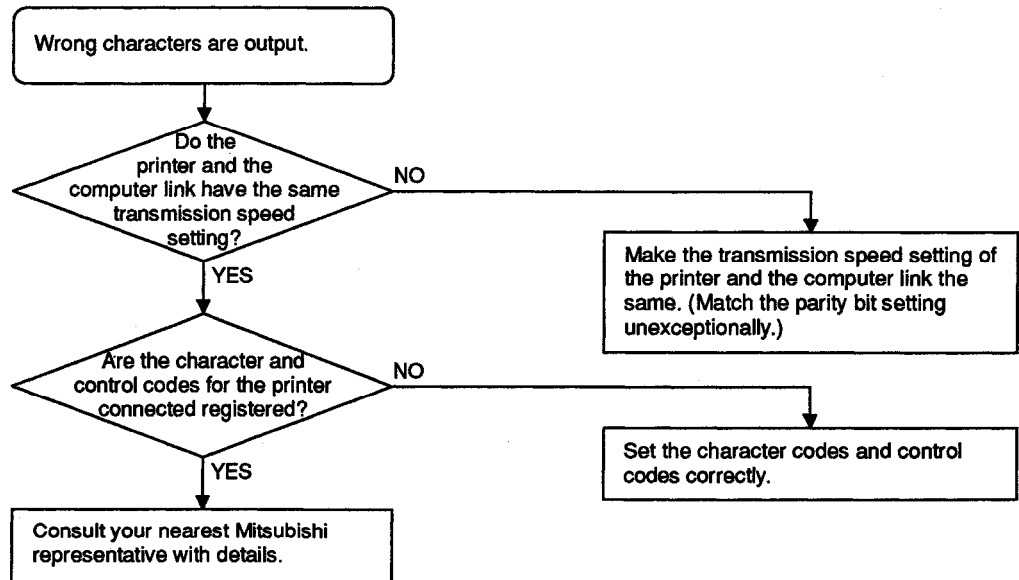 Wrong characters are output.
Do the
printer and the
computer link have the same
transmission speed
setting?
NO
Make the transmission speed setting of
the printer and the computer link the
same. (Match the parity bit setting
unexceptionally.)
YES
Are the character and
control codes for the printer
connected registered?
NO
Set the character codes and control
codes correctly.
YES
Consult your nearest Mitsubishi
representative with details.